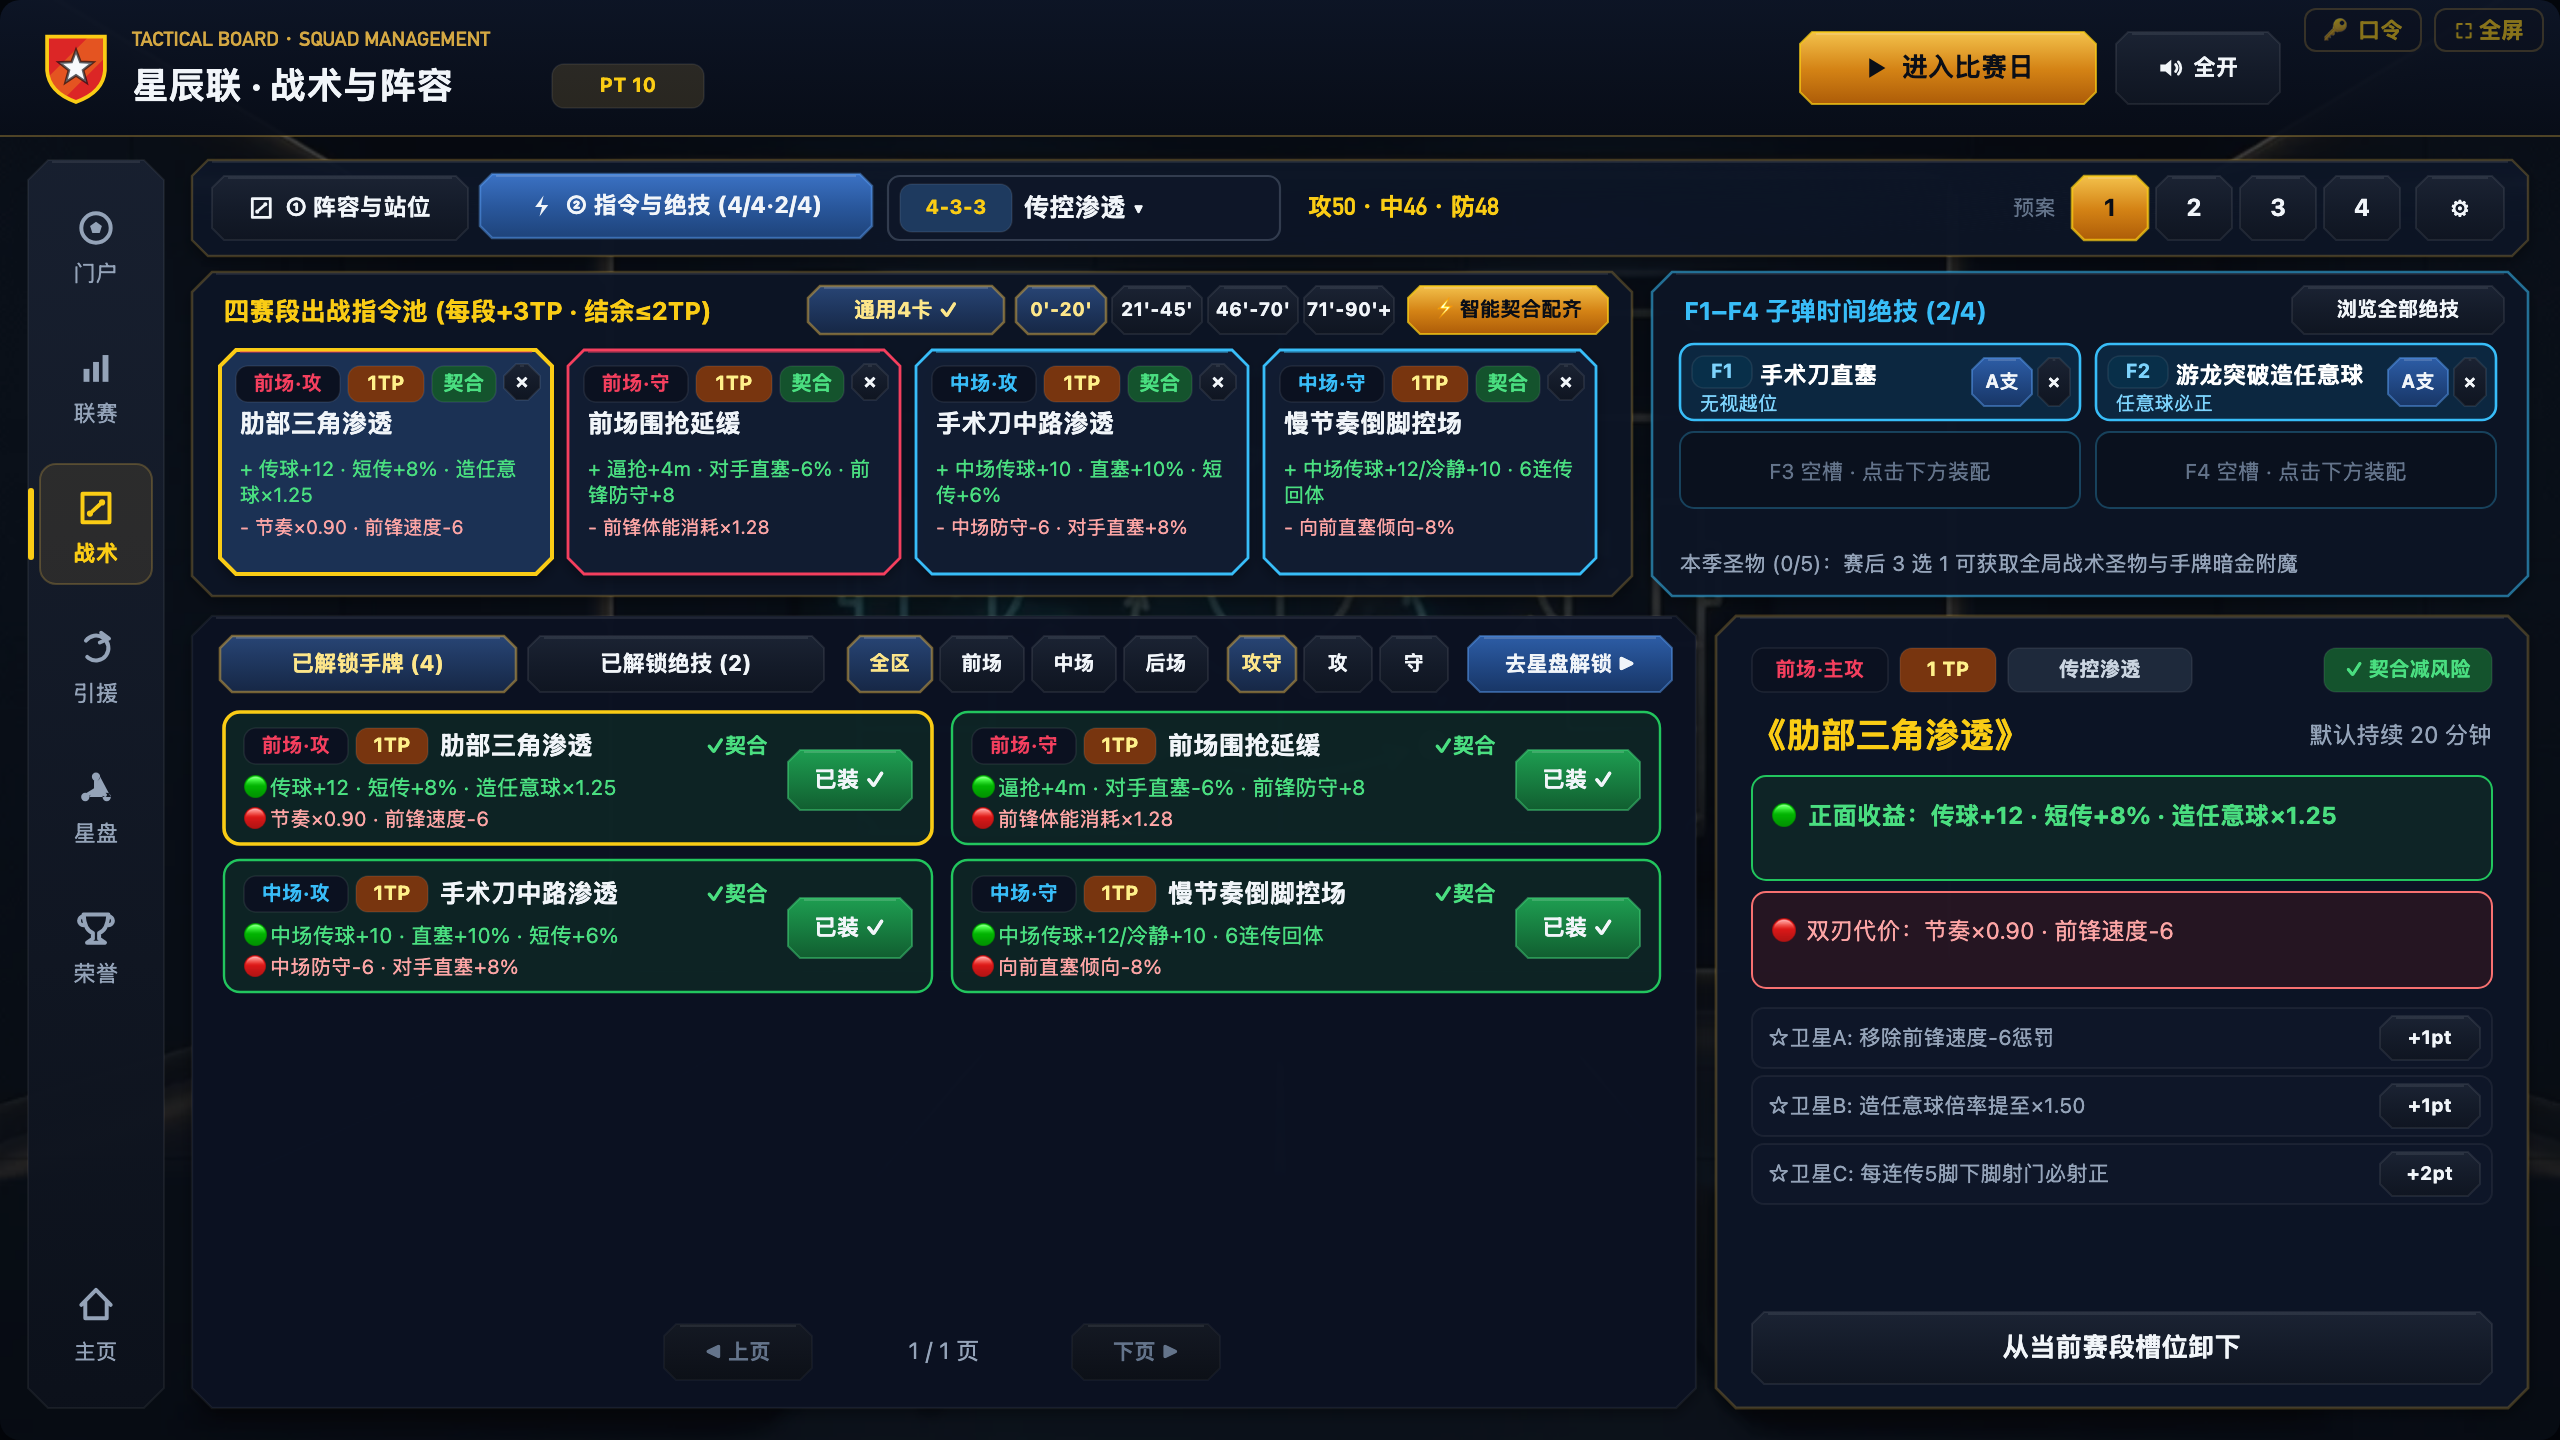 TACTICAL BOARD · SQUAD MANAGEMENT
星辰联 · 战术与阵容
PT 10
▶ 进入比赛日
全开
口令
全屏
门户
联赛
战术
引援
星盘
荣誉
主页
① 阵容与站位
② 指令与绝技 (4/4·2/4)
4-3-3 传控渗透 ▾
攻50 · 中46 · 防48
预案 1 2 3 4
四赛段出战指令池 (每段+3TP · 结余≤2TP)
通用4卡 ✓
0'-20' 21'-45' 46'-70' 71'-90'+
智能契合配齐
前场·攻 1TP 契合 ×
肋部三角渗透
+ 传球+12 · 短传+8% · 造任意
球×1.25
- 节奏×0.90 · 前锋速度-6
前场·守 1TP 契合 ×
前场围抢延缓
+ 逼抢+4m · 对手直塞-6% · 前
锋防守+8
- 前锋体能消耗×1.28
中场·攻 1TP 契合 ×
手术刀中路渗透
+ 中场传球+10 · 直塞+10% · 短
传+6%
- 中场防守-6 · 对手直塞+8%
中场·守 1TP 契合 ×
慢节奏倒脚控场
+ 中场传球+12/冷静+10 · 6连传
回体
- 向前直塞倾向-8%
F1–F4 子弹时间绝技 (2/4)
浏览全部绝技
F1 手术刀直塞 A支 ×
无视越位
F2 游龙突破造任意球 A支 ×
任意球必正
F3 空槽 · 点击下方装配
F4 空槽 · 点击下方装配
本季圣物 (0/5)：赛后 3 选 1 可获取全局战术圣物与手牌暗金附魔
已解锁手牌 (4)
已解锁绝技 (2)
全区 前场 中场 后场
攻守 攻 守
去星盘解锁 ▶
前场·攻 1TP 肋部三角渗透 ✓契合
传球+12 · 短传+8% · 造任意球×1.25
节奏×0.90 · 前锋速度-6
已装 ✓
前场·守 1TP 前场围抢延缓 ✓契合
逼抢+4m · 对手直塞-6% · 前锋防守+8
前锋体能消耗×1.28
已装 ✓
中场·攻 1TP 手术刀中路渗透 ✓契合
中场传球+10 · 直塞+10% · 短传+6%
中场防守-6 · 对手直塞+8%
已装 ✓
中场·守 1TP 慢节奏倒脚控场 ✓契合
中场传球+12/冷静+10 · 6连传回体
向前直塞倾向-8%
已装 ✓
◀ 上页
1 / 1 页
下页 ▶
前场·主攻 1 TP 传控渗透
✓ 契合减风险
《肋部三角渗透》
默认持续 20 分钟
正面收益：传球+12 · 短传+8% · 造任意球×1.25
双刃代价：节奏×0.90 · 前锋速度-6
☆卫星A: 移除前锋速度-6惩罚 +1pt
☆卫星B: 造任意球倍率提至×1.50 +1pt
☆卫星C: 每连传5脚下脚射门必射正 +2pt
从当前赛段槽位卸下